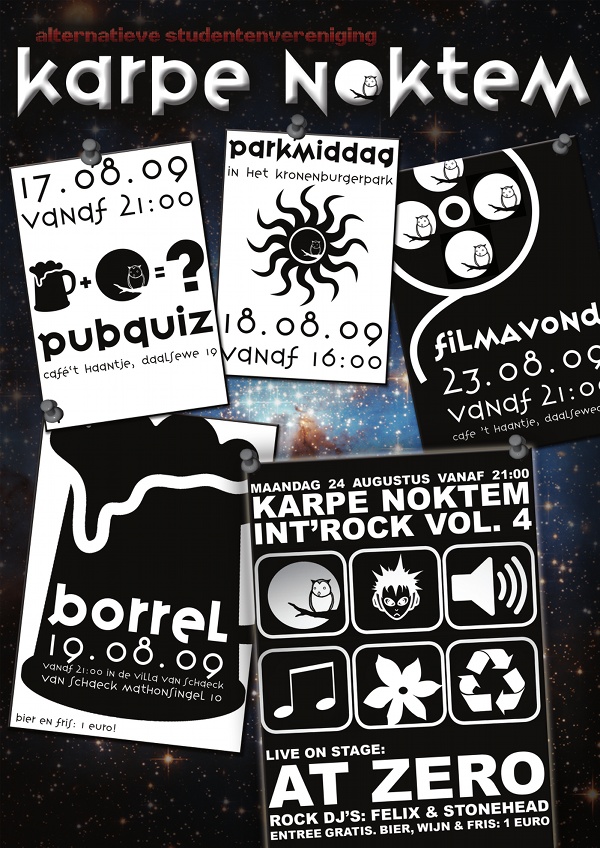 alternatieve studentenvereniging
karpe Noktem
17.08.09
vanaf 21:00
+ = ?
pubquiz
café't Haantje, daalsewe 19
parkmiddag
in Het kronenburgerpark
18.08.09
vanaf 16:00
filmavond
23.08.09
vanaf 21:00
cafe 't Haantje,
borrel
19.08.09
vanaf 21:00 in de villa van schaeck
van schaeck mathonsingel 10
bier en fris: 1 euro!
MAANDAG 24 AUGUSTUS VANAF 21:00
KARPE NOKTEM
INT'ROCK VOL. 4
LIVE ON STAGE:
AT ZERO
ROCK DJ'S: FELIX & STONEHEAD
ENTREE GRATIS. BIER, WIJN & FRIS: 1 EURO